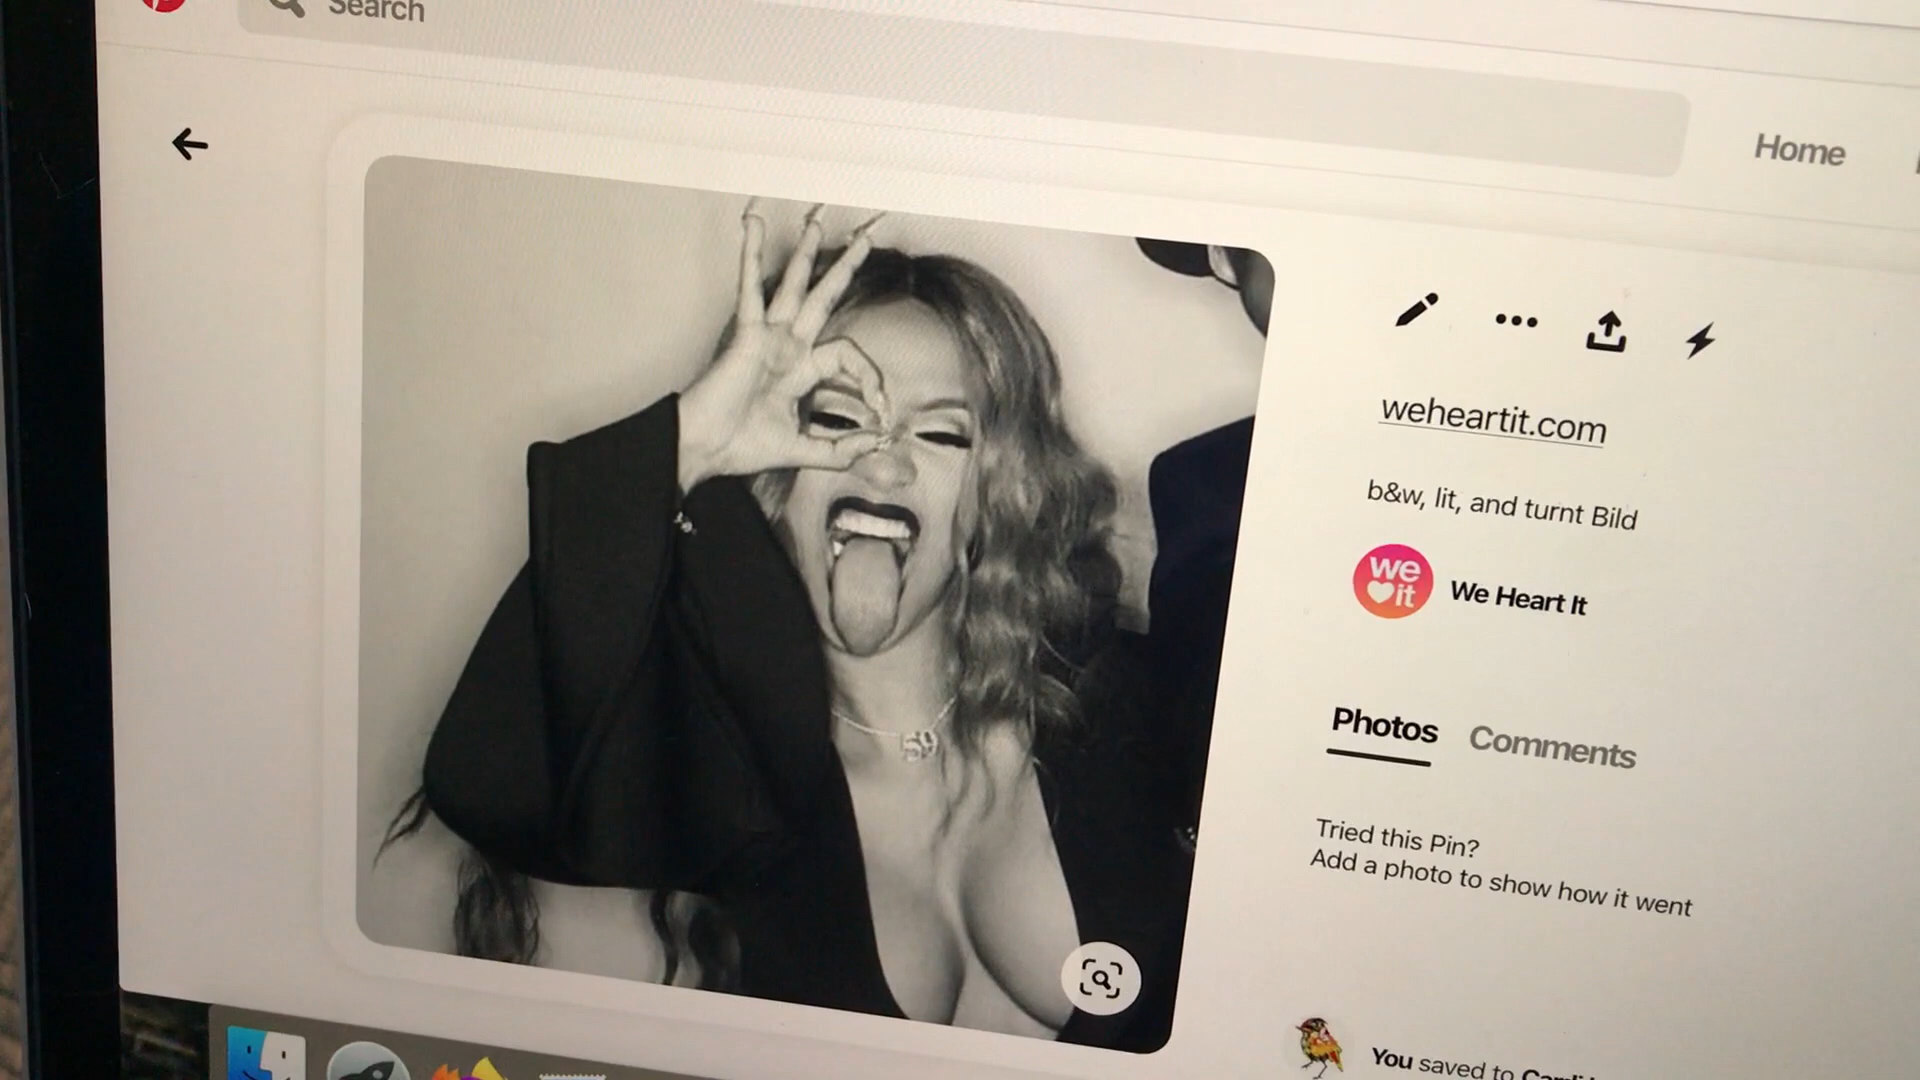 Search
Home
weheartit.com
b&w, lit, and turnt Bild
we
it
We Heart It
Photos
Comments
Tried this Pin?
Add a photo to show how it went
You saved to